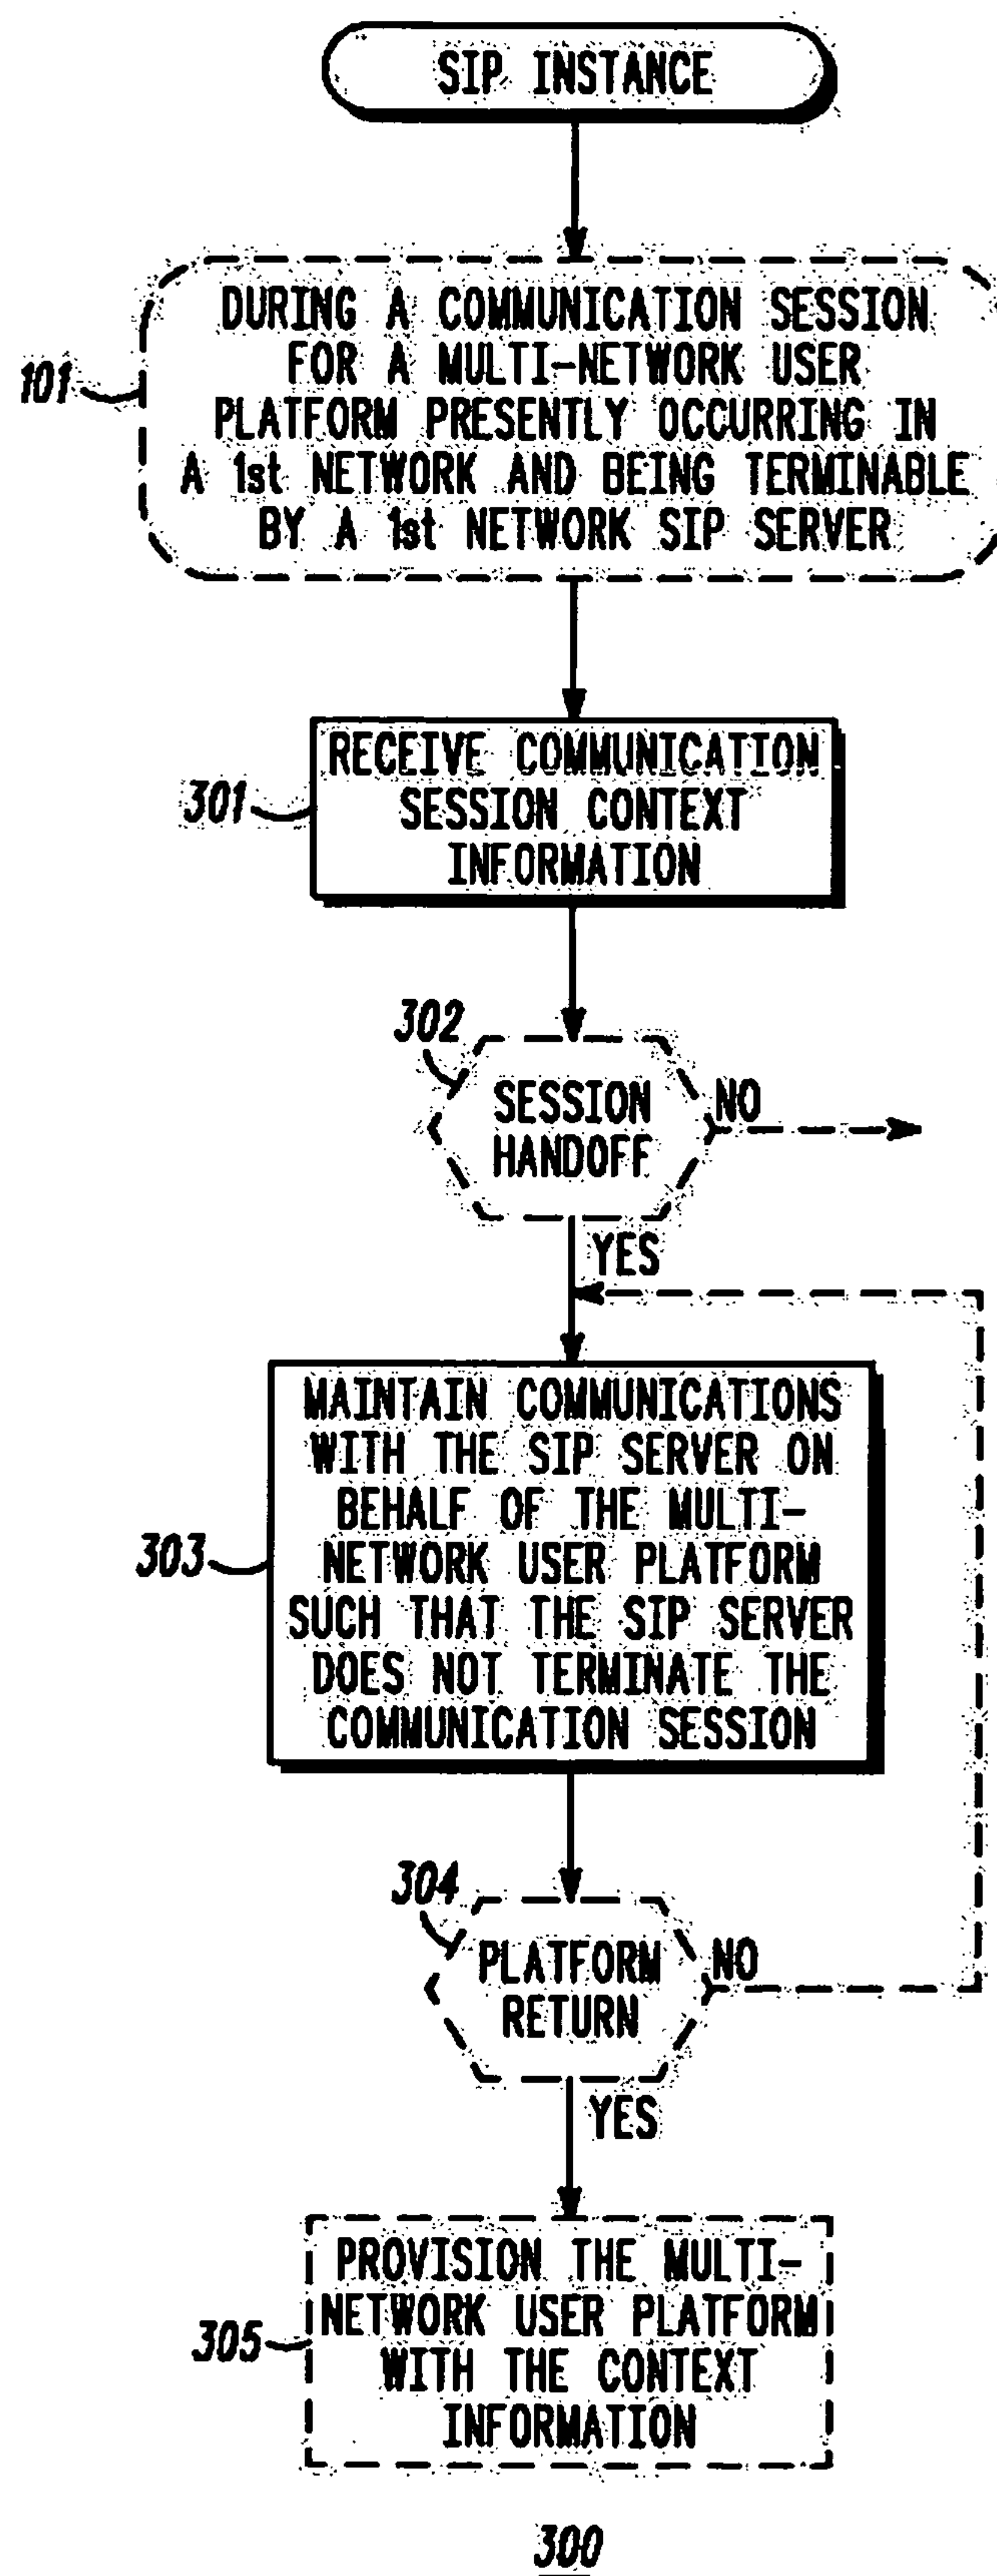 SIP INSTANCE
101
DURING A COMMUNICATION SESSION
FOR A MULTI-NETWORK USER
PLATFORM PRESENTLY OCCURRING IN
A 1st NETWORK AND BEING TERMINABLE
BY A 1st NETWORK SIP SERVER
301
RECEIVE COMMUNICATION
SESSION CONTEXT
INFORMATION
302
SESSION
HANDOFF
NO
YES
303
MAINTAIN COMMUNICATIONS
WITH THE SIP SERVER ON
BEHALF OF THE MULTI-
NETWORK USER PLATFORM
SUCH THAT THE SIP SERVER
DOES NOT TERMINATE THE
COMMUNICATION SESSION
304
PLATFORM
RETURN
NO
YES
305
PROVISION THE MULTI-
NETWORK USER PLATFORM
WITH THE CONTEXT
INFORMATION
300